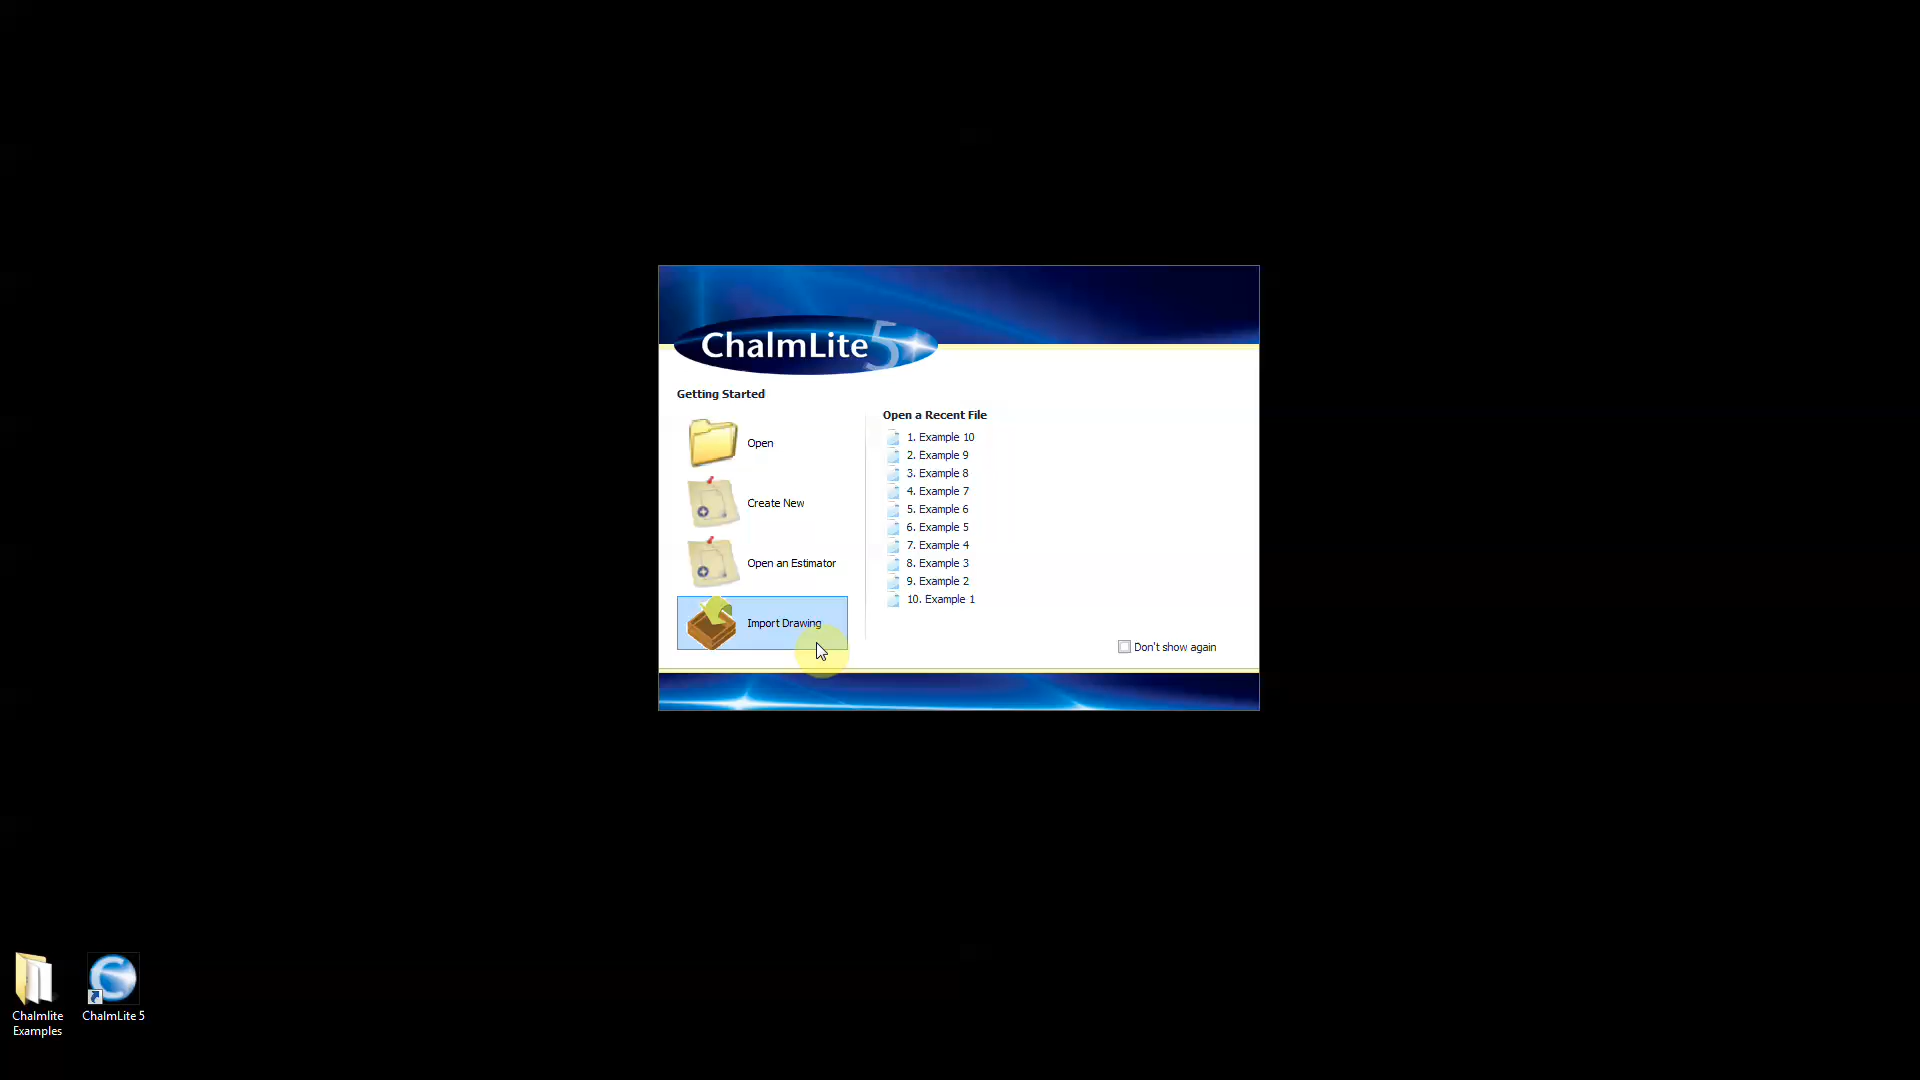 ChalmLite 5
Getting Started
Open
Create New
Open an Estimator
Import Drawing
Open a Recent File
1. Example 10
2. Example 9
3. Example 8
4. Example 7
5. Example 6
6. Example 5
7. Example 4
8. Example 3
9. Example 2
10. Example 1
Don't show again
Chalmlite
Examples
ChalmLite 5